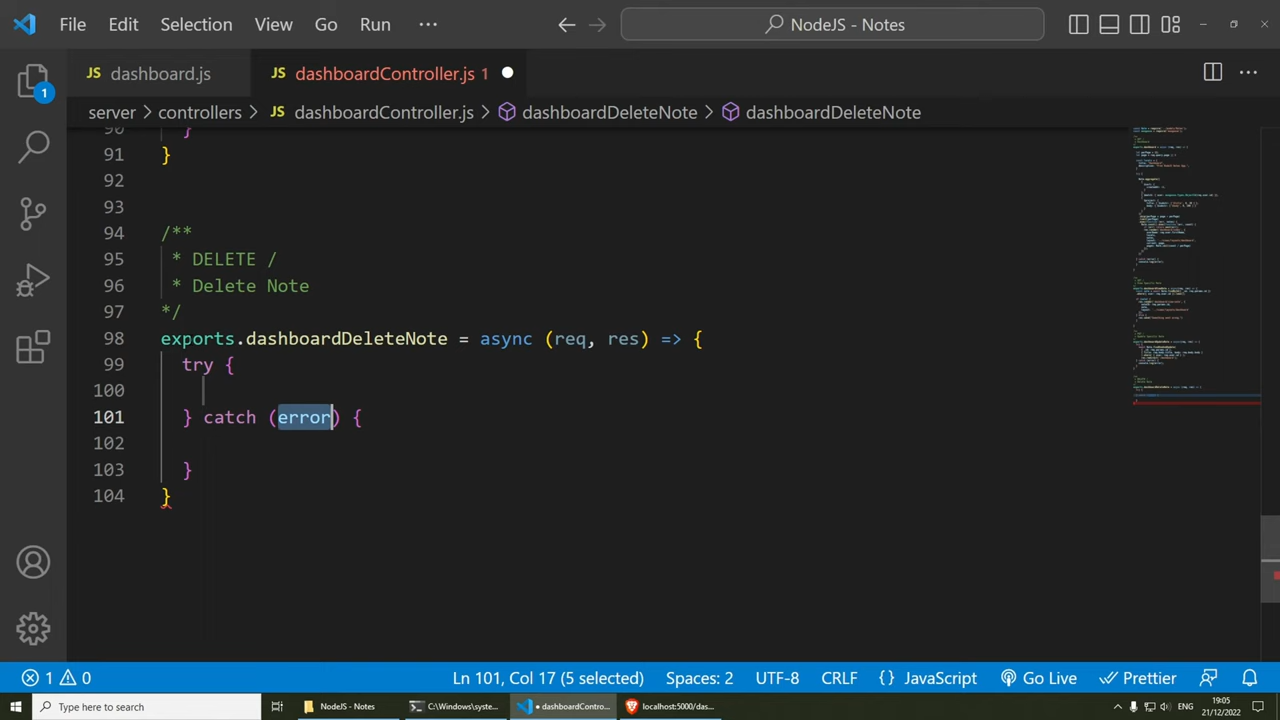 File Edit Selection View Go Run ··· NodeJS - Notes
JS dashboard.js JS dashboardController.js 1
server > controllers > JS dashboardController.js > dashboardDeleteNote > dashboardDeleteNote
90 }
91 }
92
93
94 /**
95 * DELETE /
96 * Delete Note
97 */
98 exports.dashboardDeleteNote = async (req, res) => {
99 try {
100
101 } catch (error) {
102
103 }
104 }
1
1 0 Ln 101, Col 17 (5 selected) Spaces: 2 UTF-8 CRLF {} JavaScript Go Live Prettier
Type here to search NodeJS - Notes C:\Windows\syste... dashboardContro... localhost:5000/das... ENG 19:05
21/12/2022